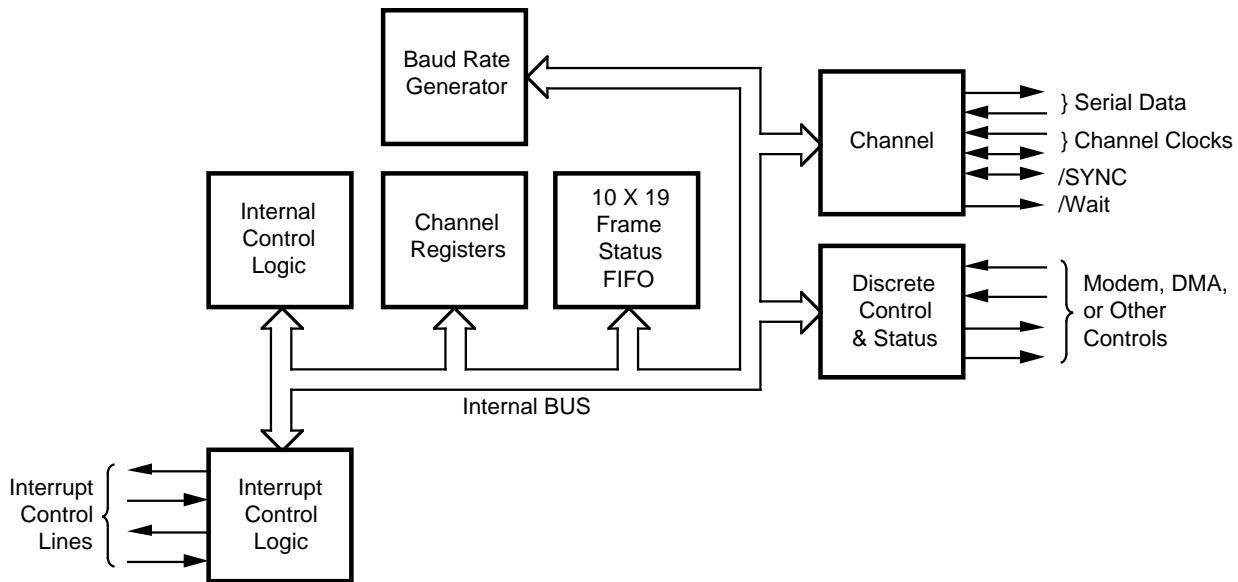 Baud Rate
Generator
Channel
} Serial Data
} Channel Clocks
/SYNC
/Wait
Internal
Control
Logic
Channel
Registers
10 X 19
Frame
Status
FIFO
Discrete
Control
& Status
Modem, DMA,
or Other
Controls
Internal BUS
Interrupt
Control
Lines
Interrupt
Control
Logic